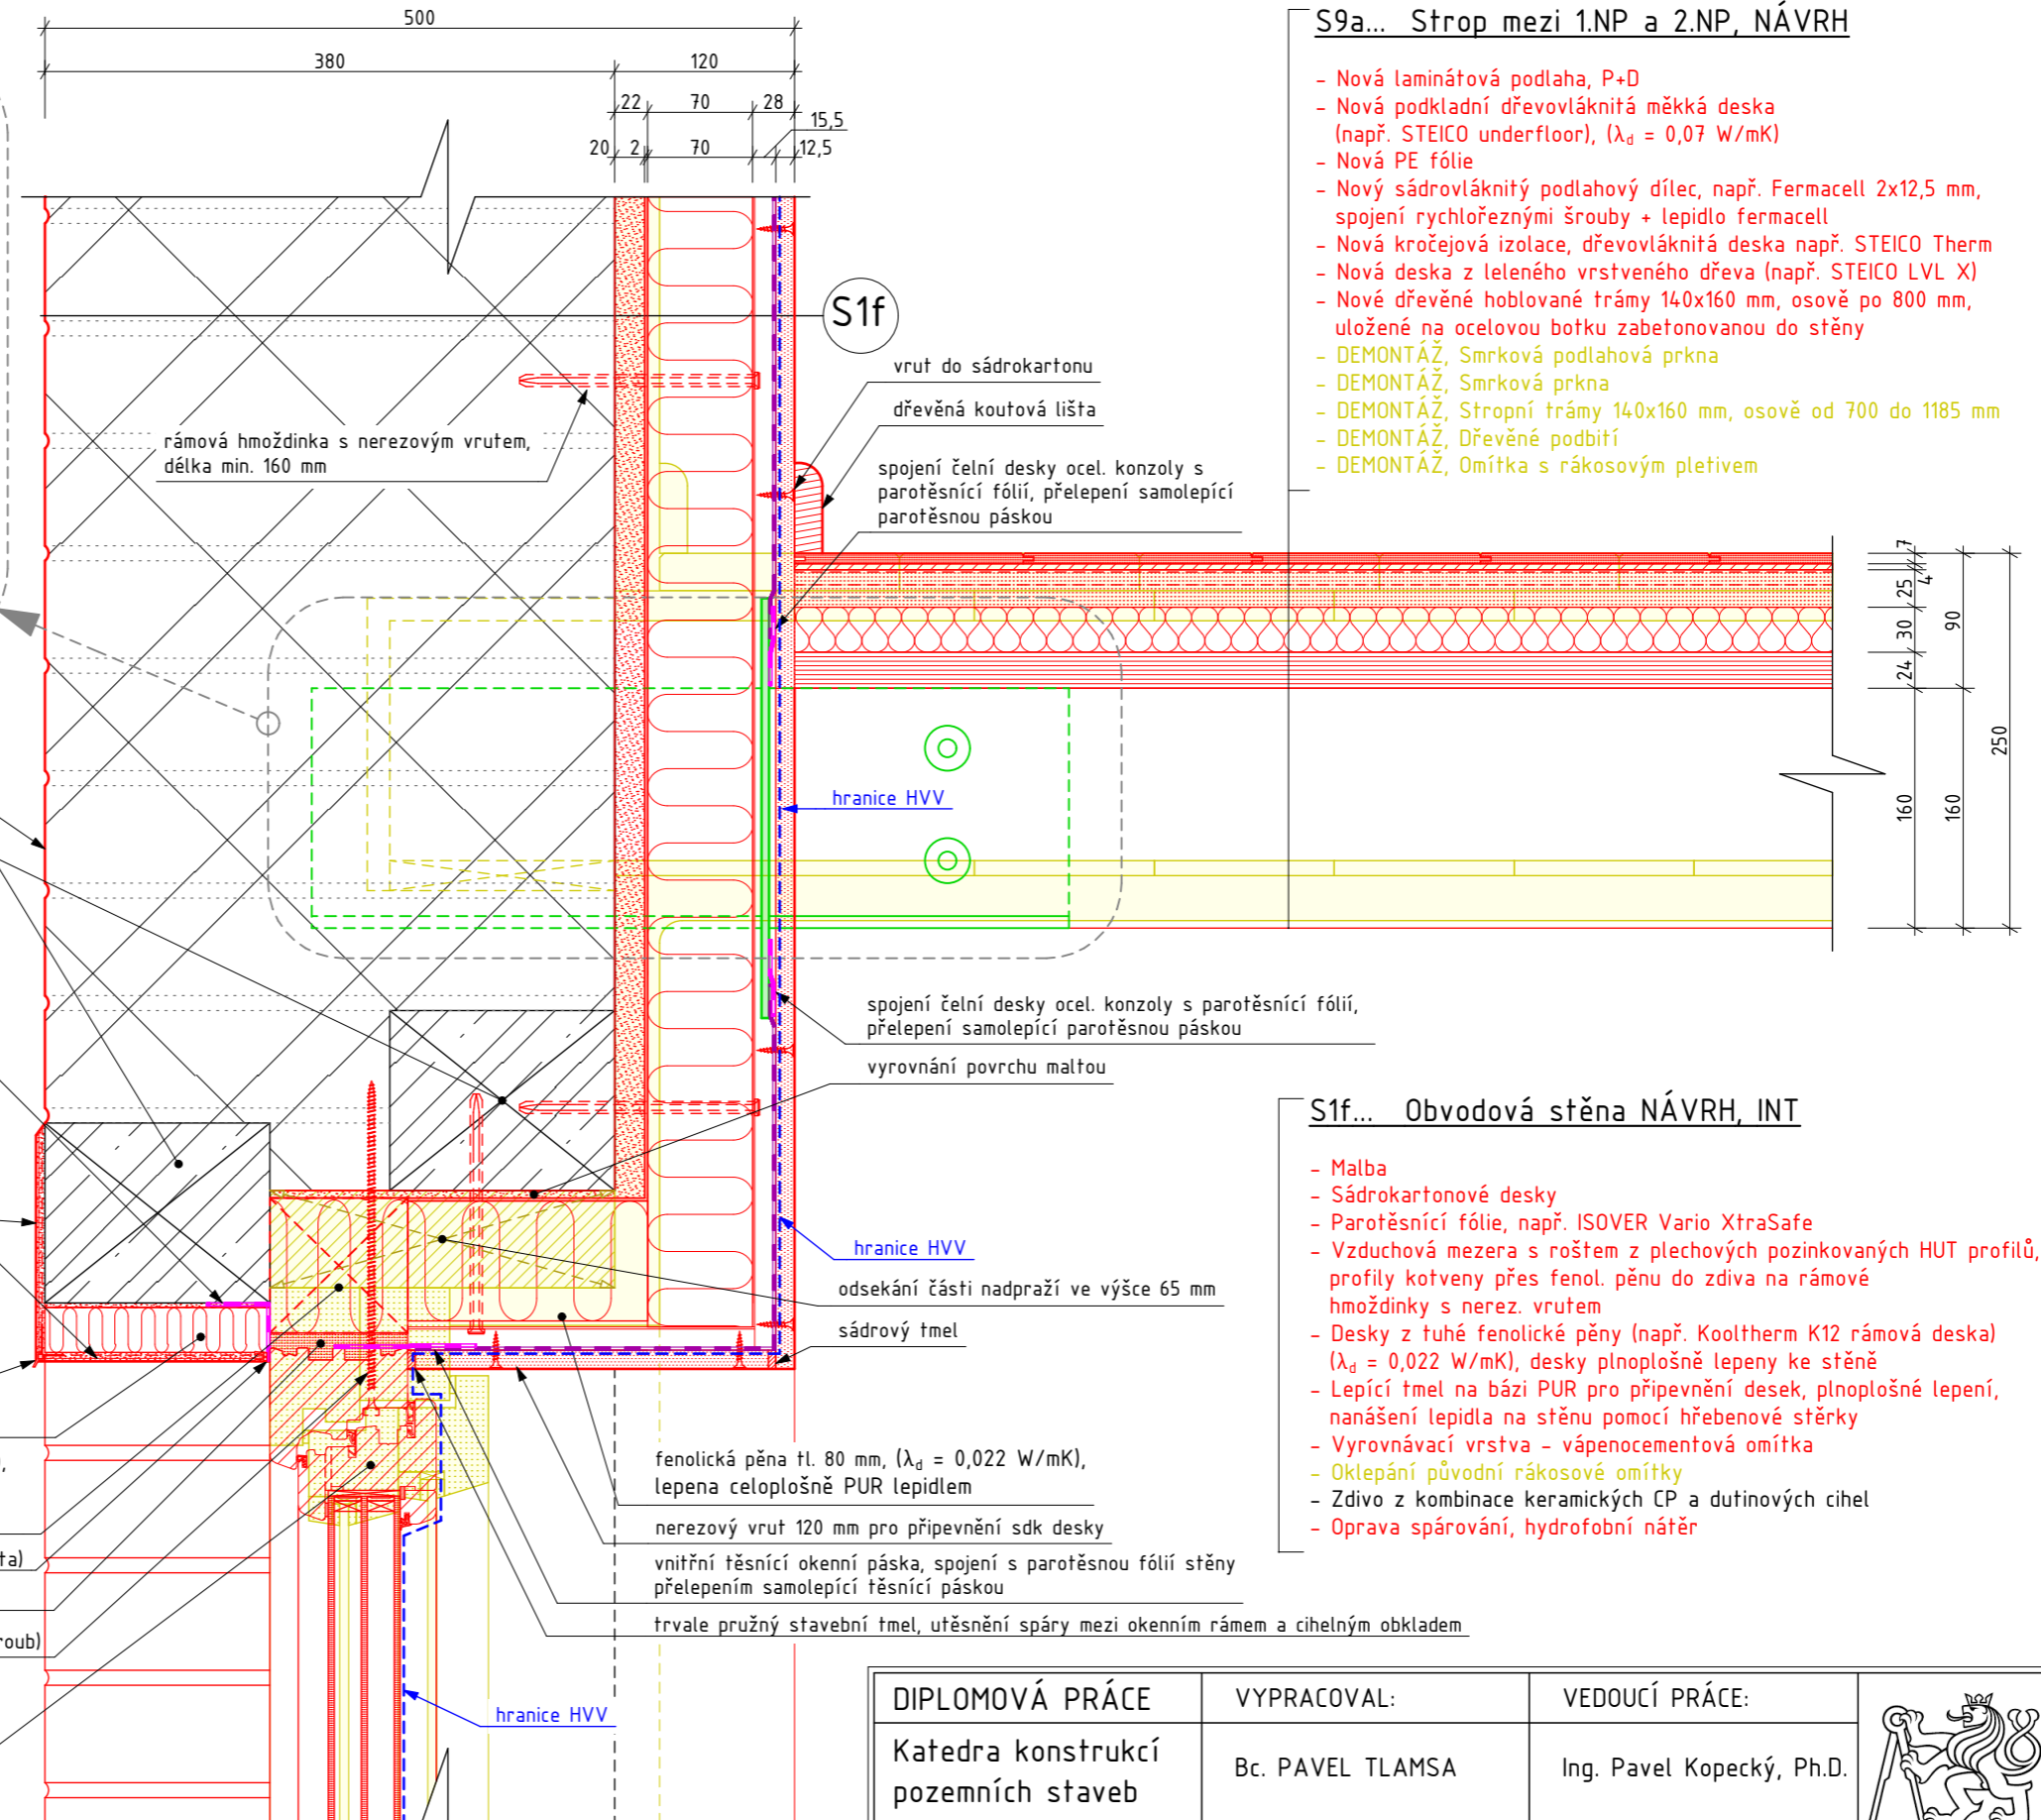 500
380
120
22
70
28
15,5
20
2
70
12,5
S1f
rámová hmoždinka s nerezovým vrutem,
délka min. 160 mm
vrut do sádrokartonu
dřevěná koutová lišta
spojení čelní desky ocel. konzoly s
parotěsnící fólií, přelepení samolepící
parotěsnou páskou
S9a... Strop mezi 1.NP a 2.NP, NÁVRH
- Nová laminátová podlaha, P+D
- Nová podkladní dřevovláknitá měkká deska
(např. STEICO underfloor), (λd = 0,07 W/mK)
- Nová PE fólie
- Nový sádrovláknitý podlahový dílec, např. Fermacell 2x12,5 mm,
spojení rychlořeznými šrouby + lepidlo fermacell
- Nová kročejová izolace, dřevovláknitá deska např. STEICO Therm
- Nová deska z leleného vrstveného dřeva (např. STEICO LVL X)
- Nové dřevěné hoblované trámy 140x160 mm, osově po 800 mm,
uložené na ocelovou botku zabetonovanou do stěny
- DEMONTÁŽ, Smrková podlahová prkna
- DEMONTÁŽ, Smrková prkna
- DEMONTÁŽ, Stropní trámy 140x160 mm, osově od 700 do 1185 mm
- DEMONTÁŽ, Dřevěné podbití
- DEMONTÁŽ, Omítka s rákosovým pletivem
7
4
25
30
24
90
160
160
250
hranice HVV
spojení čelní desky ocel. konzoly s parotěsnící fólií,
přelepení samolepící parotěsnou páskou
vyrovnání povrchu maltou
hranice HVV
odsekání části nadpraží ve výšce 65 mm
sádrový tmel
S1f... Obvodová stěna NÁVRH, INT
- Malba
- Sádrokartonové desky
- Parotěsnící fólie, např. ISOVER Vario XtraSafe
- Vzduchová mezera s roštem z plechových pozinkovaných HUT profilů,
profily kotveny přes fenol. pěnu do zdiva na rámové
hmoždinky s nerez. vrutem
- Desky z tuhé fenolické pěny (např. Kooltherm K12 rámová deska)
(λd = 0,022 W/mK), desky plnoplošně lepeny ke stěně
- Lepící tmel na bázi PUR pro připevnění desek, plnoplošné lepení,
nanášení lepidla na stěnu pomocí hřebenové stěrky
- Vyrovnávací vrstva - vápenocementová omítka
- Oklepání původní rákosové omítky
- Zdivo z kombinace keramických CP a dutinových cihel
- Oprava spárování, hydrofobní nátěr
fenolická pěna tl. 80 mm, (λd = 0,022 W/mK),
lepena celoplošně PUR lepidlem
nerezový vrut 120 mm pro připevnění sdk desky
vnitřní těsnící okenní páska, spojení s parotěsnou fólií stěny
přelepením samolepící těsnící páskou
trvale pružný stavební tmel, utěsnění spáry mezi okenním rámem a cihelným obkladem
,
ta)
roub)
hranice HVV
DIPLOMOVÁ PRÁCE
VYPRACOVAL:
VEDOUCÍ PRÁCE:
Katedra konstrukcí
pozemních staveb
Bc. PAVEL TLAMSA
Ing. Pavel Kopecký, Ph.D.